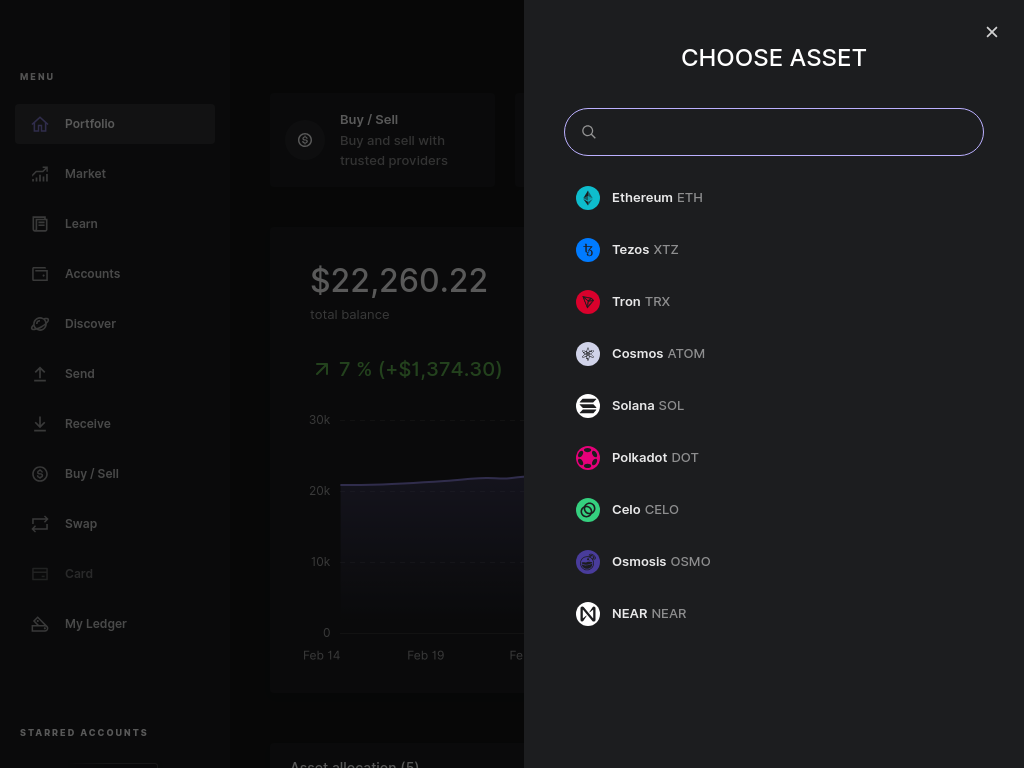 MENU
Portfolio
Market
Learn
Accounts
Discover
Send
Receive
Buy / Sell
Swap
Card
My Ledger
STARRED ACCOUNTS
Buy / Sell
Buy and sell with
trusted providers
$22,260.22
total balance
7 % (+$1,374.30)
30k
20k
10k
0
Feb 14
Feb 19
Fe
Asset allocation (5)
CHOOSE ASSET
Ethereum ETH
Tezos XTZ
Tron TRX
Cosmos ATOM
Solana SOL
Polkadot DOT
Celo CELO
Osmosis OSMO
NEAR NEAR